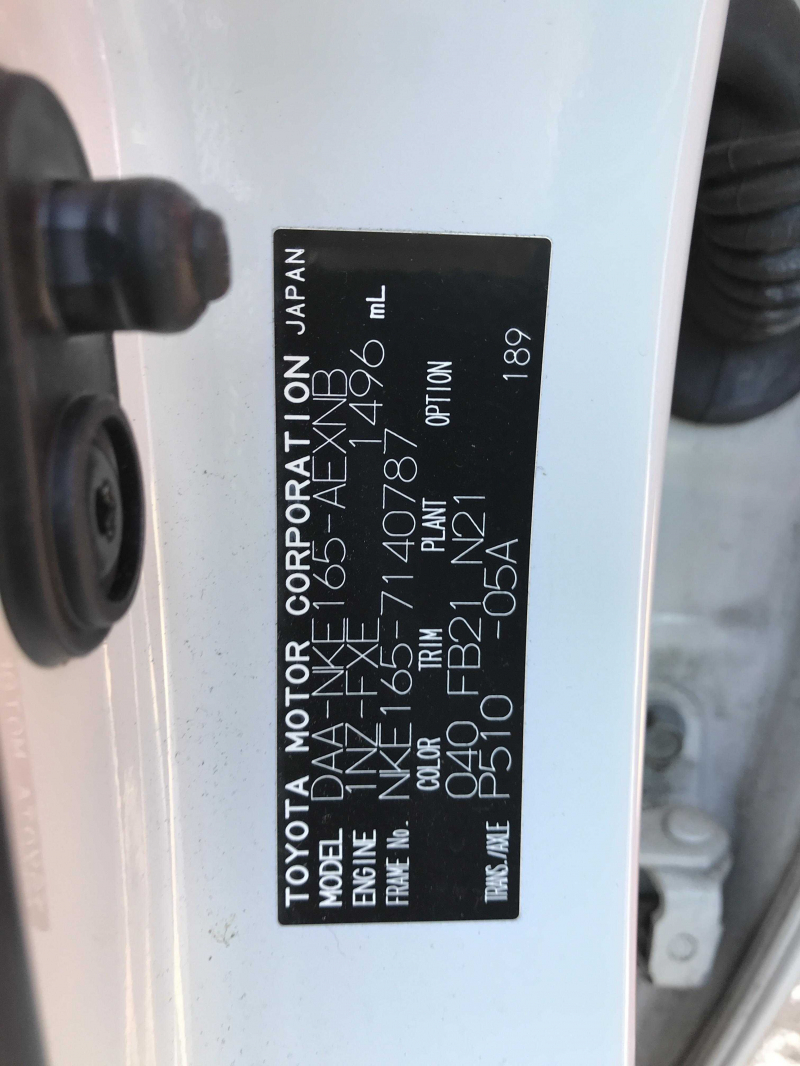 TOYOTA MOTOR CORPORATION JAPAN
MODEL DAA-NKE165-AEXNB
ENGINE 1NZ-FXE 1496 mL
FRAME No. NKE165-7140787
COLOR TRIM PLANT OPTION
040 FB21 N21
TRANS./AXLE P510 -05A 189